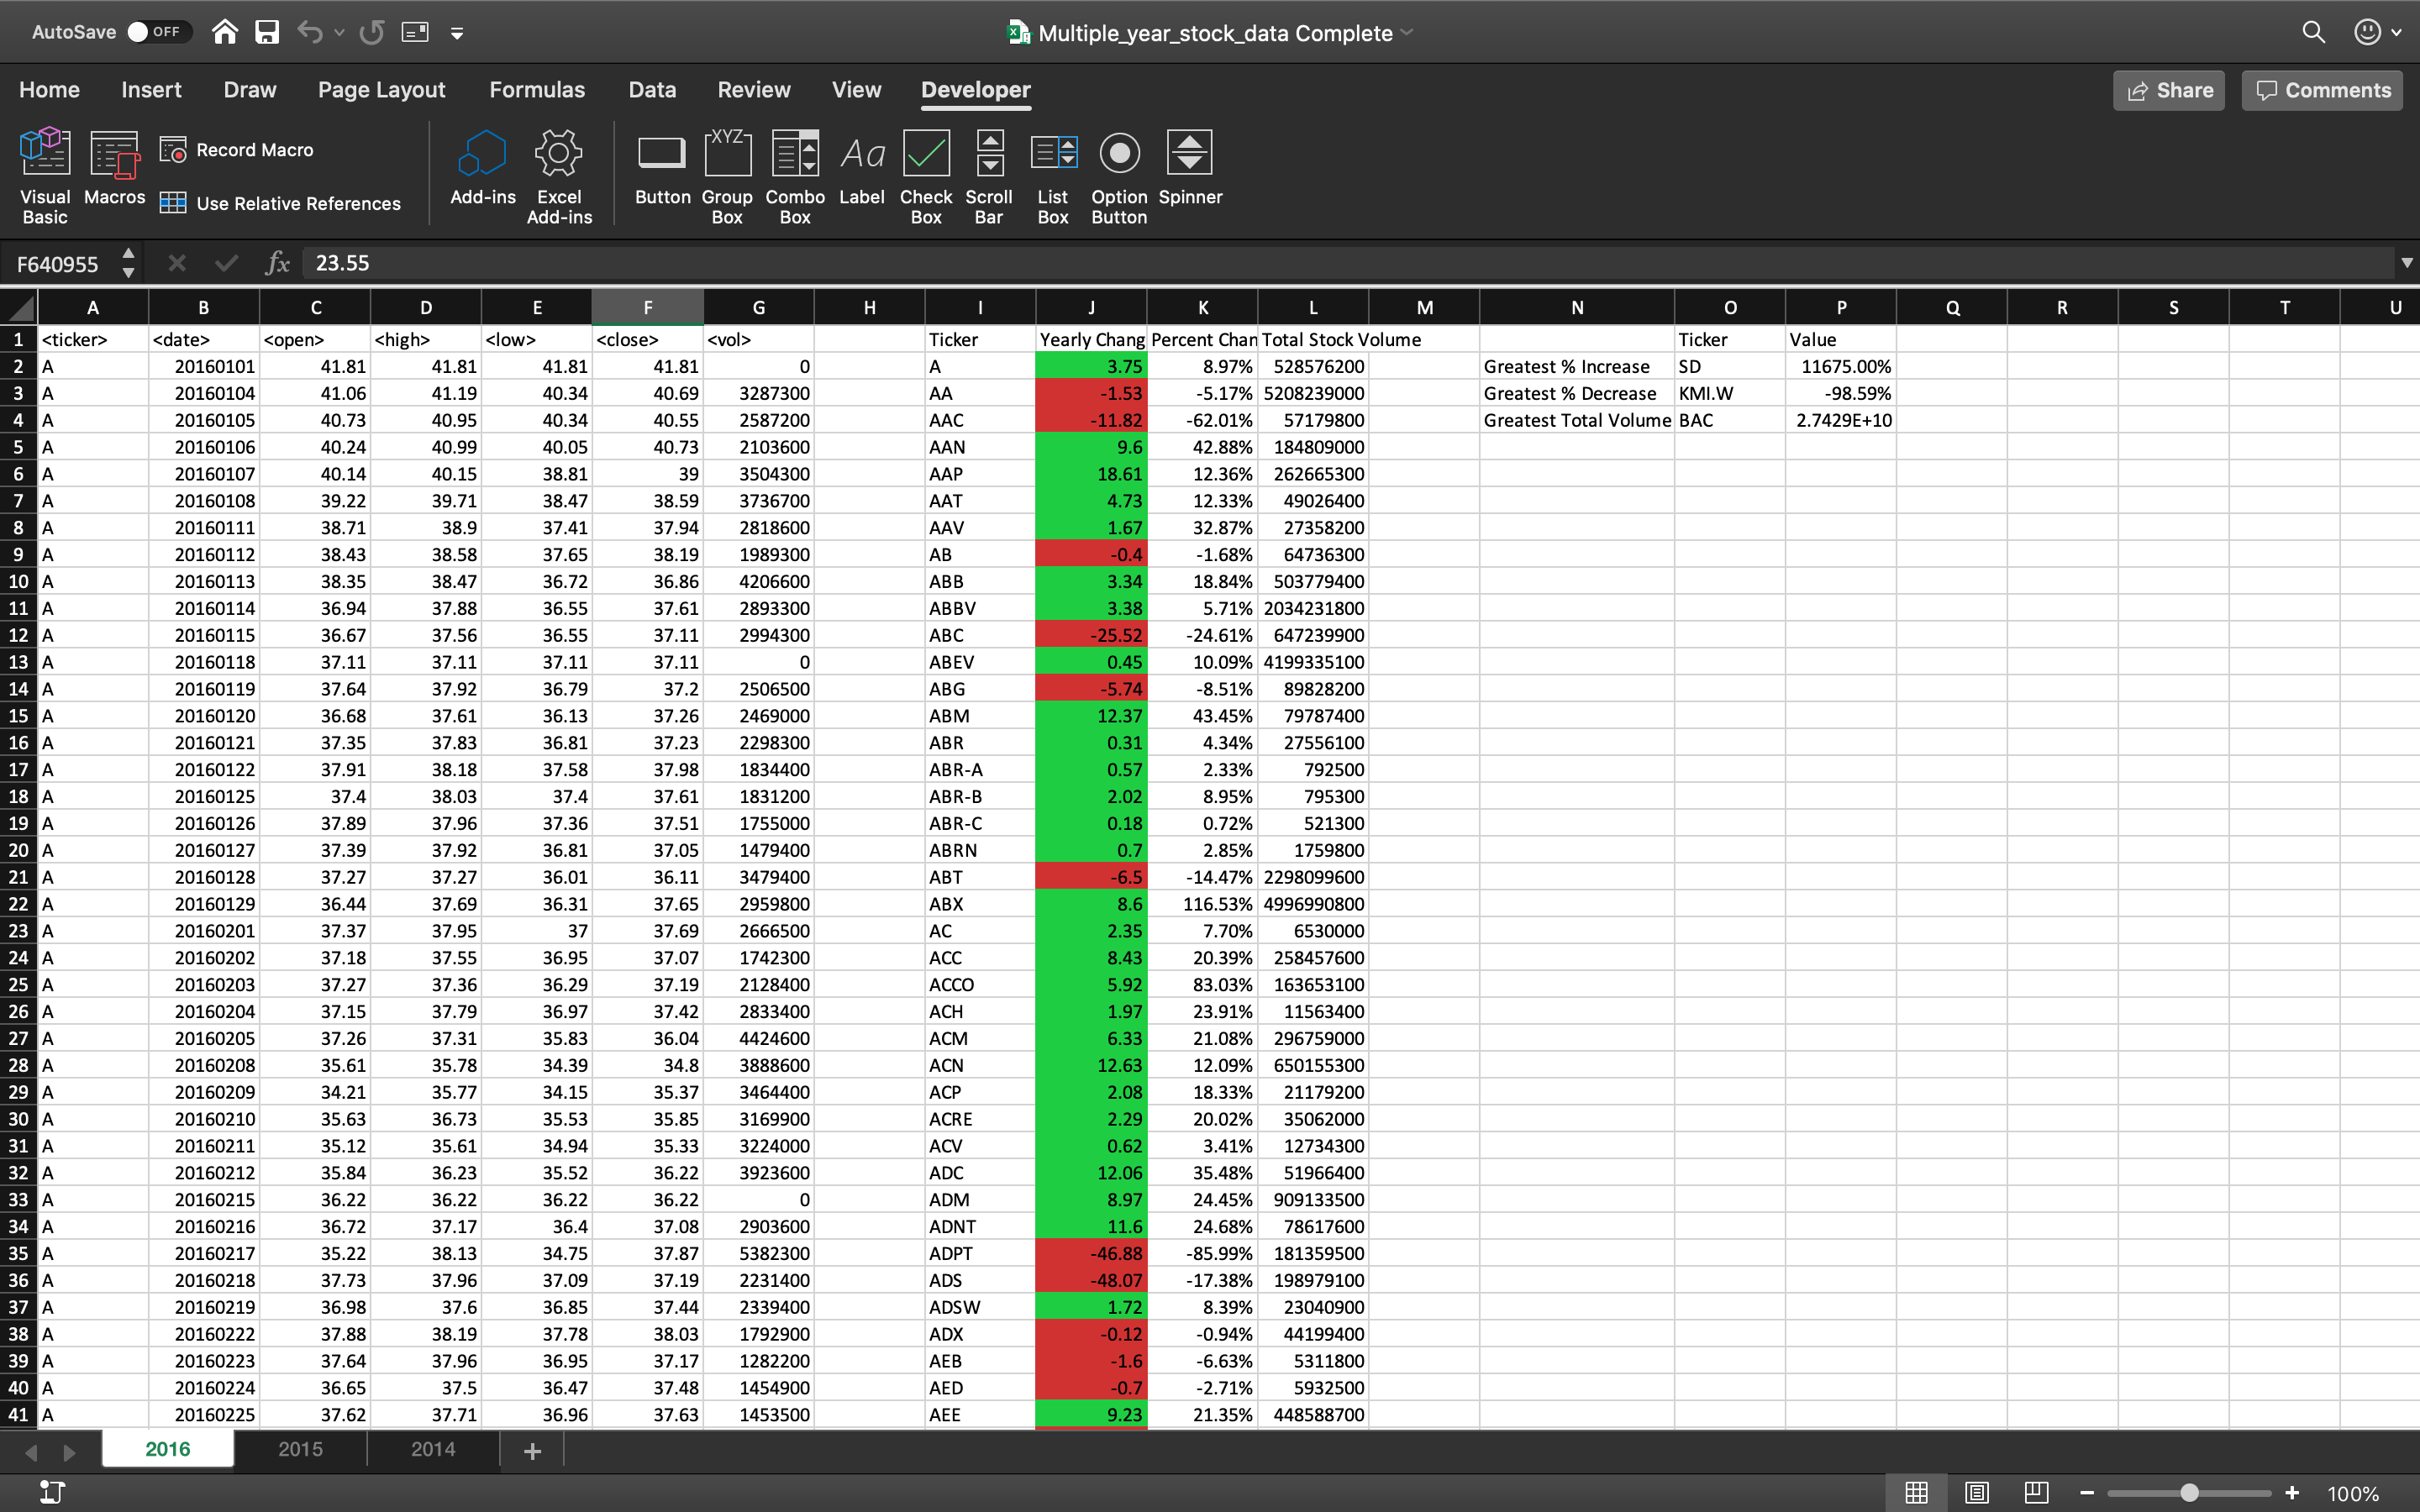 AutoSave OFF Multiple_year_stock_data Complete
Home Insert Draw Page Layout Formulas Data Review View Developer Share Comments
Visual Basic Macros Record Macro Use Relative References Add-ins Excel Add-ins XYZ Button Group Box Combo Box Aa Label Check Box Scroll Bar List Box Option Button Spinner
F640955 fx 23.55
A B C D E F G H I J K L M N O P Q R S T U
1 <ticker> <date> <open> <high> <low> <close> <vol> Ticker Yearly Chang Percent Chan Total Stock Volume Ticker Value
2 A 20160101 41.81 41.81 41.81 41.81 0 A 3.75 8.97% 528576200 Greatest % Increase SD 11675.00%
3 A 20160104 41.06 41.19 40.34 40.69 3287300 AA -1.53 -5.17% 5208239000 Greatest % Decrease KMI.W -98.59%
4 A 20160105 40.73 40.95 40.34 40.55 2587200 AAC -11.82 -62.01% 57179800 Greatest Total Volume BAC 2.7429E+10
5 A 20160106 40.24 40.99 40.05 40.73 2103600 AAN 9.6 42.88% 184809000
6 A 20160107 40.14 40.15 38.81 39 3504300 AAP 18.61 12.36% 262665300
7 A 20160108 39.22 39.71 38.47 38.59 3736700 AAT 4.73 12.33% 49026400
8 A 20160111 38.71 38.9 37.41 37.94 2818600 AAV 1.67 32.87% 27358200
9 A 20160112 38.43 38.58 37.65 38.19 1989300 AB -0.4 -1.68% 64736300
10 A 20160113 38.35 38.47 36.72 36.86 4206600 ABB 3.34 18.84% 503779400
11 A 20160114 36.94 37.88 36.55 37.61 2893300 ABBV 3.38 5.71% 2034231800
12 A 20160115 36.67 37.56 36.55 37.11 2994300 ABC -25.52 -24.61% 647239900
13 A 20160118 37.11 37.11 37.11 37.11 0 ABEV 0.45 10.09% 4199335100
14 A 20160119 37.64 37.92 36.79 37.2 2506500 ABG -5.74 -8.51% 89828200
15 A 20160120 36.68 37.61 36.13 37.26 2469000 ABM 12.37 43.45% 79787400
16 A 20160121 37.35 37.83 36.81 37.23 2298300 ABR 0.31 4.34% 27556100
17 A 20160122 37.91 38.18 37.58 37.98 1834400 ABR-A 0.57 2.33% 792500
18 A 20160125 37.4 38.03 37.4 37.61 1831200 ABR-B 2.02 8.95% 795300
19 A 20160126 37.89 37.96 37.36 37.51 1755000 ABR-C 0.18 0.72% 521300
20 A 20160127 37.39 37.92 36.81 37.05 1479400 ABRN 0.7 2.85% 1759800
21 A 20160128 37.27 37.27 36.01 36.11 3479400 ABT -6.5 -14.47% 2298099600
22 A 20160129 36.44 37.69 36.31 37.65 2959800 ABX 8.6 116.53% 4996990800
23 A 20160201 37.37 37.95 37 37.69 2666500 AC 2.35 7.70% 6530000
24 A 20160202 37.18 37.55 36.95 37.07 1742300 ACC 8.43 20.39% 258457600
25 A 20160203 37.27 37.36 36.29 37.19 2128400 ACCO 5.92 83.03% 163653100
26 A 20160204 37.15 37.79 36.97 37.42 2833400 ACH 1.97 23.91% 11563400
27 A 20160205 37.26 37.31 35.83 36.04 4424600 ACM 6.33 21.08% 296759000
28 A 20160208 35.61 35.78 34.39 34.8 3888600 ACN 12.63 12.09% 650155300
29 A 20160209 34.21 35.77 34.15 35.37 3464400 ACP 2.08 18.33% 21179200
30 A 20160210 35.63 36.73 35.53 35.85 3169900 ACRE 2.29 20.02% 35062000
31 A 20160211 35.12 35.61 34.94 35.33 3224000 ACV 0.62 3.41% 12734300
32 A 20160212 35.84 36.23 35.52 36.22 3923600 ADC 12.06 35.48% 51966400
33 A 20160215 36.22 36.22 36.22 36.22 0 ADM 8.97 24.45% 909133500
34 A 20160216 36.72 37.17 36.4 37.08 2903600 ADNT 11.6 24.68% 78617600
35 A 20160217 35.22 38.13 34.75 37.87 5382300 ADPT -46.88 -85.99% 181359500
36 A 20160218 37.73 37.96 37.09 37.19 2231400 ADS -48.07 -17.38% 198979100
37 A 20160219 36.98 37.6 36.85 37.44 2339400 ADSW 1.72 8.39% 23040900
38 A 20160222 37.88 38.19 37.78 38.03 1792900 ADX -0.12 -0.94% 44199400
39 A 20160223 37.64 37.96 36.95 37.17 1282200 AEB -1.6 -6.63% 5311800
40 A 20160224 36.65 37.5 36.47 37.48 1454900 AED -0.7 -2.71% 5932500
41 A 20160225 37.62 37.71 36.96 37.63 1453500 AEE 9.23 21.35% 448588700
2016 2015 2014 +
100%